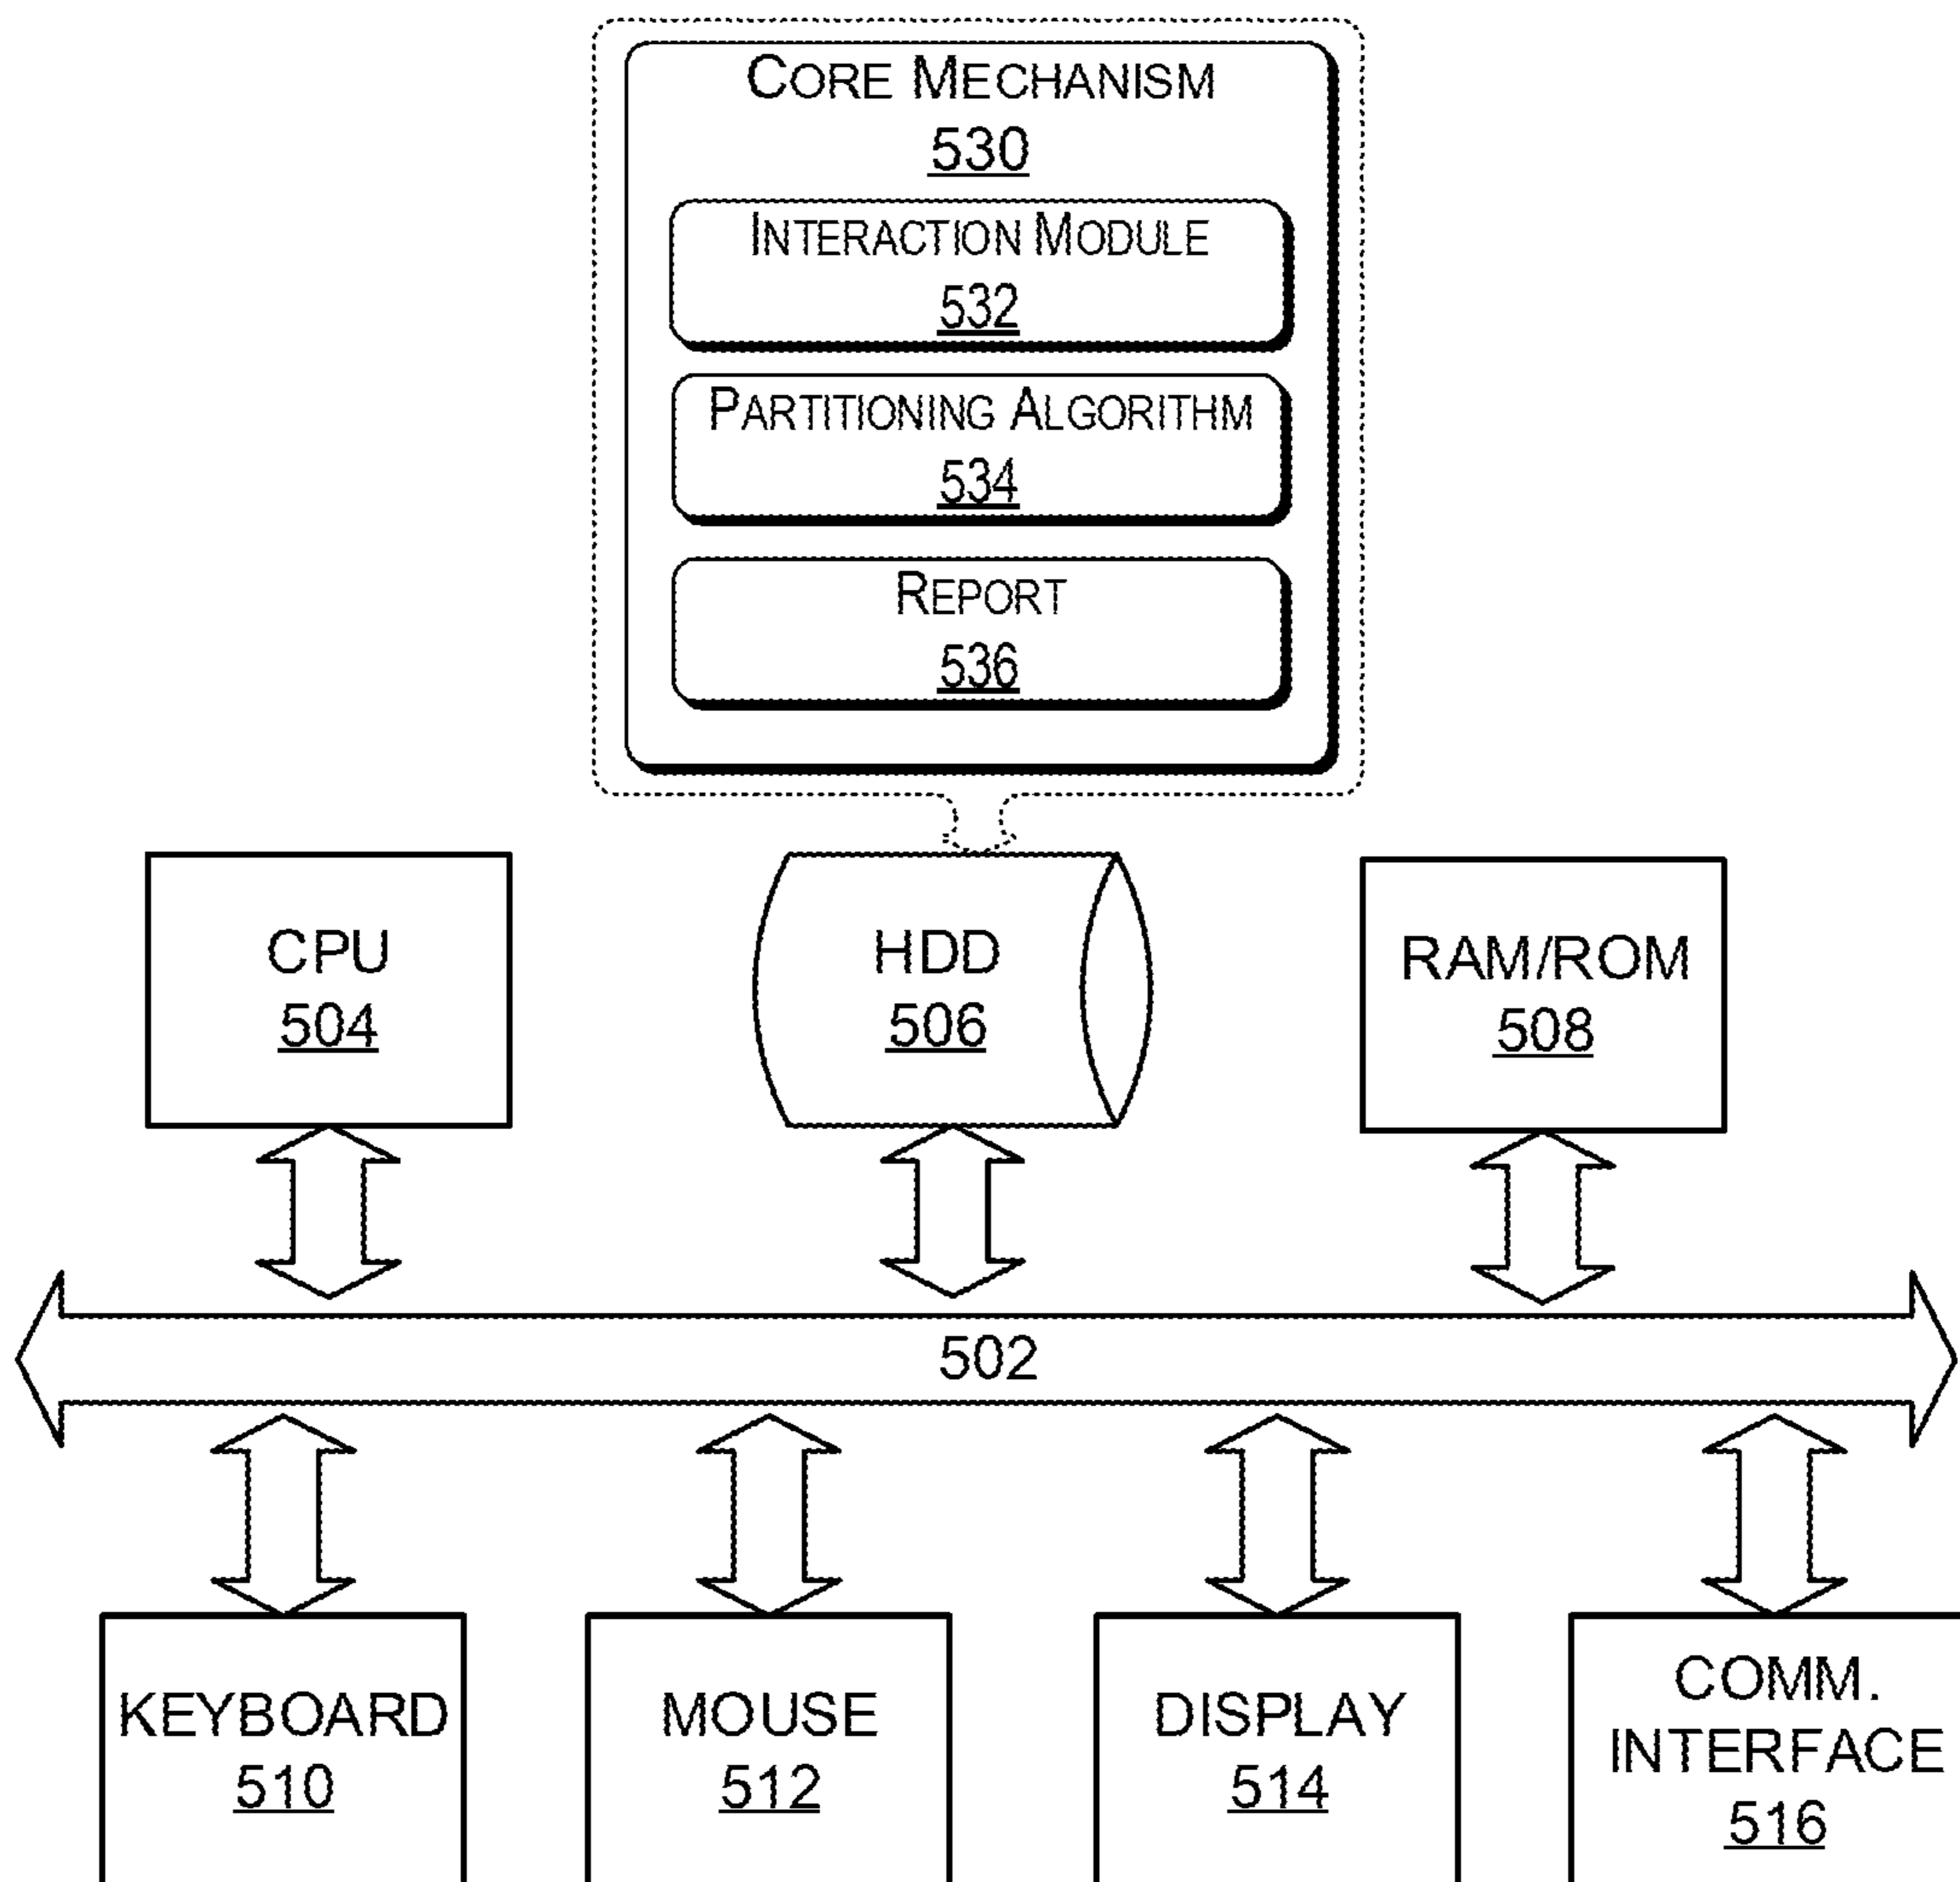 CORE MECHANISM
530
INTERACTION MODULE
532
PARTITIONING ALGORITHM
534
REPORT
536
CPU
504
HDD
506
RAM/ROM
508
502
KEYBOARD
510
MOUSE
512
DISPLAY
514
COMM.
INTERFACE
516